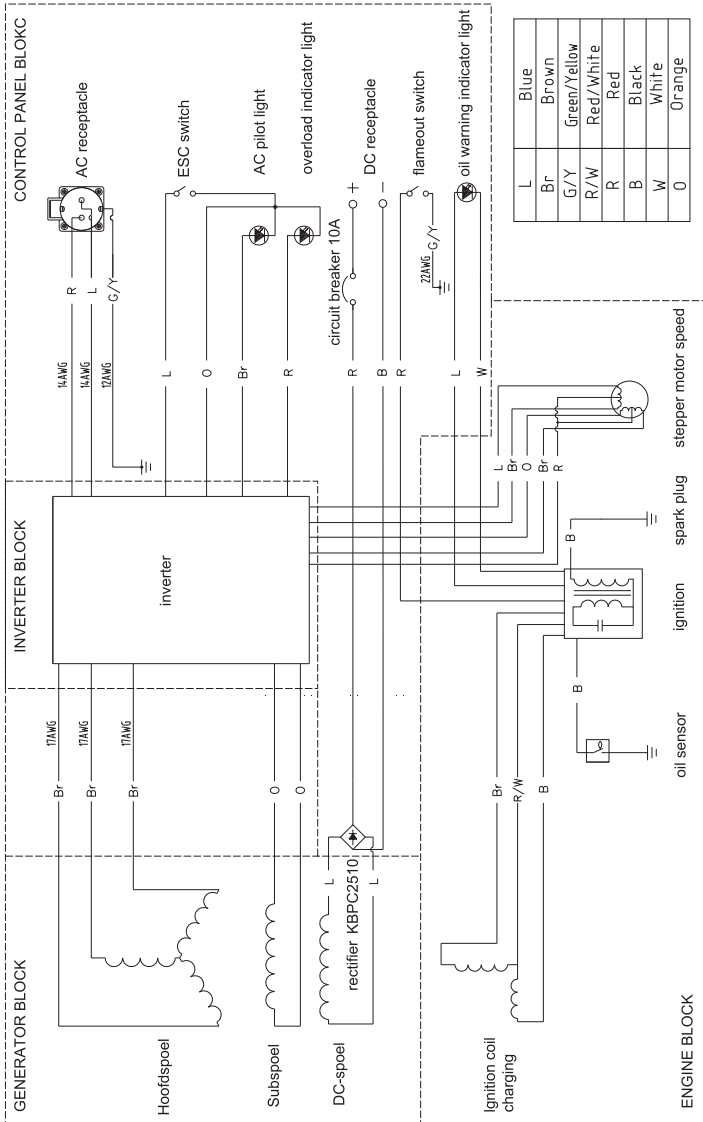 CONTROL PANEL BLOKC
AC receptacle
ESC switch
AC pilot light
overload indicator light
circuit breaker 10A
DC receptacle
+
−
flameout switch
oil warning indicator light
R
L
G/Y
14AWG
14AWG
12AWG
L
O
Br
R
R
B
R
22AWG
G/Y
L
W
L Blue
Br Brown
G/Y Green/Yellow
R/W Red/White
R Red
B Black
W White
O Orange
INVERTER BLOCK
inverter
17AWG
17AWG
17AWG
Br
Br
Br
O
O
GENERATOR BLOCK
Hoofdspoel
Subspoel
DC-spoel
L
L
rectifier KBPC2510
ENGINE BLOCK
Ignition coil
charging
Br
R/W
B
oil sensor
B
ignition
B
spark plug
stepper motor speed
L
Br
O
Br
R